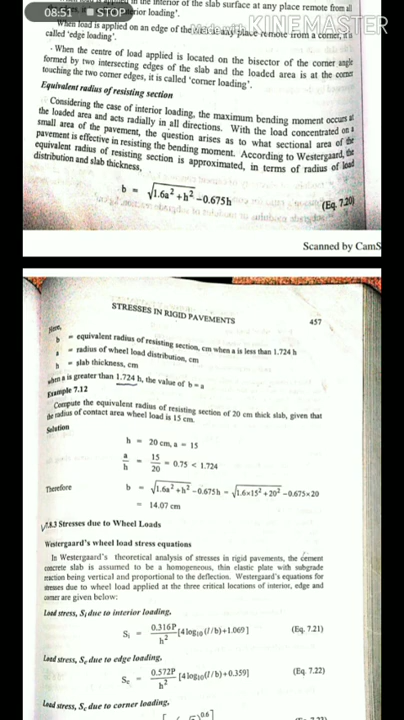 in the interior of the slab surface at any place remote from all
08:51 STOP
interior loading'.
Made with KINEMASTER
When load is applied on an edge of the at any place remote from a corner, it is
called 'edge loading'.
When the centre of load applied is located on the bisector of the corner angle
formed by two intersecting edges of the slab and the loaded area is at the corner
touching the two corner edges, it is called 'corner loading'.
Equivalent radius of resisting section
Considering the case of interior loading, the maximum bending moment occurs at
the loaded area and acts radially in all directions. With the load concentrated on a
small area of the pavement, the question arises as to what sectional area of the
pavement is effective in resisting the bending moment. According to Westergaard, the
equivalent radius of resisting section is approximated, in terms of radius of load
distribution and slab thickness,
b = √1.6a² + h² - 0.675h
(Eq. 7.20)
Scanned by CamS
STRESSES IN RIGID PAVEMENTS
457
Here,
b = equivalent radius of resisting section, cm when a is less than 1.724 h
a = radius of wheel load distribution, cm
h = slab thickness, cm
when a is greater than 1.724 h, the value of b = a
Example 7.12
Compute the equivalent radius of resisting section of 20 cm thick slab, given that
the radius of contact area wheel load is 15 cm.
Solution
h = 20 cm, a = 15
a/h = 15/20 = 0.75 < 1.724
Therefore b = √1.6a² + h² - 0.675h = √1.6×15² + 20² - 0.675×20
= 14.07 cm
7.8.3 Stresses due to Wheel Loads
Westergaard's wheel load stress equations
In Westergaard's theoretical analysis of stresses in rigid pavements, the cement
concrete slab is assumed to be a homogeneous, thin elastic plate with subgrade
reaction being vertical and proportional to the deflection. Westergaard's equations for
stresses due to wheel load applied at the three critical locations of interior, edge and
corner are given below:
Load stress, Si due to interior loading,
Si = 0.316P/h² [4 log10 (l/b) + 1.069]
(Eq. 7.21)
Load stress, Se due to edge loading,
Se = 0.572P/h² [4 log10 (l/b) + 0.359]
(Eq. 7.22)
Load stress, Sc due to corner loading,